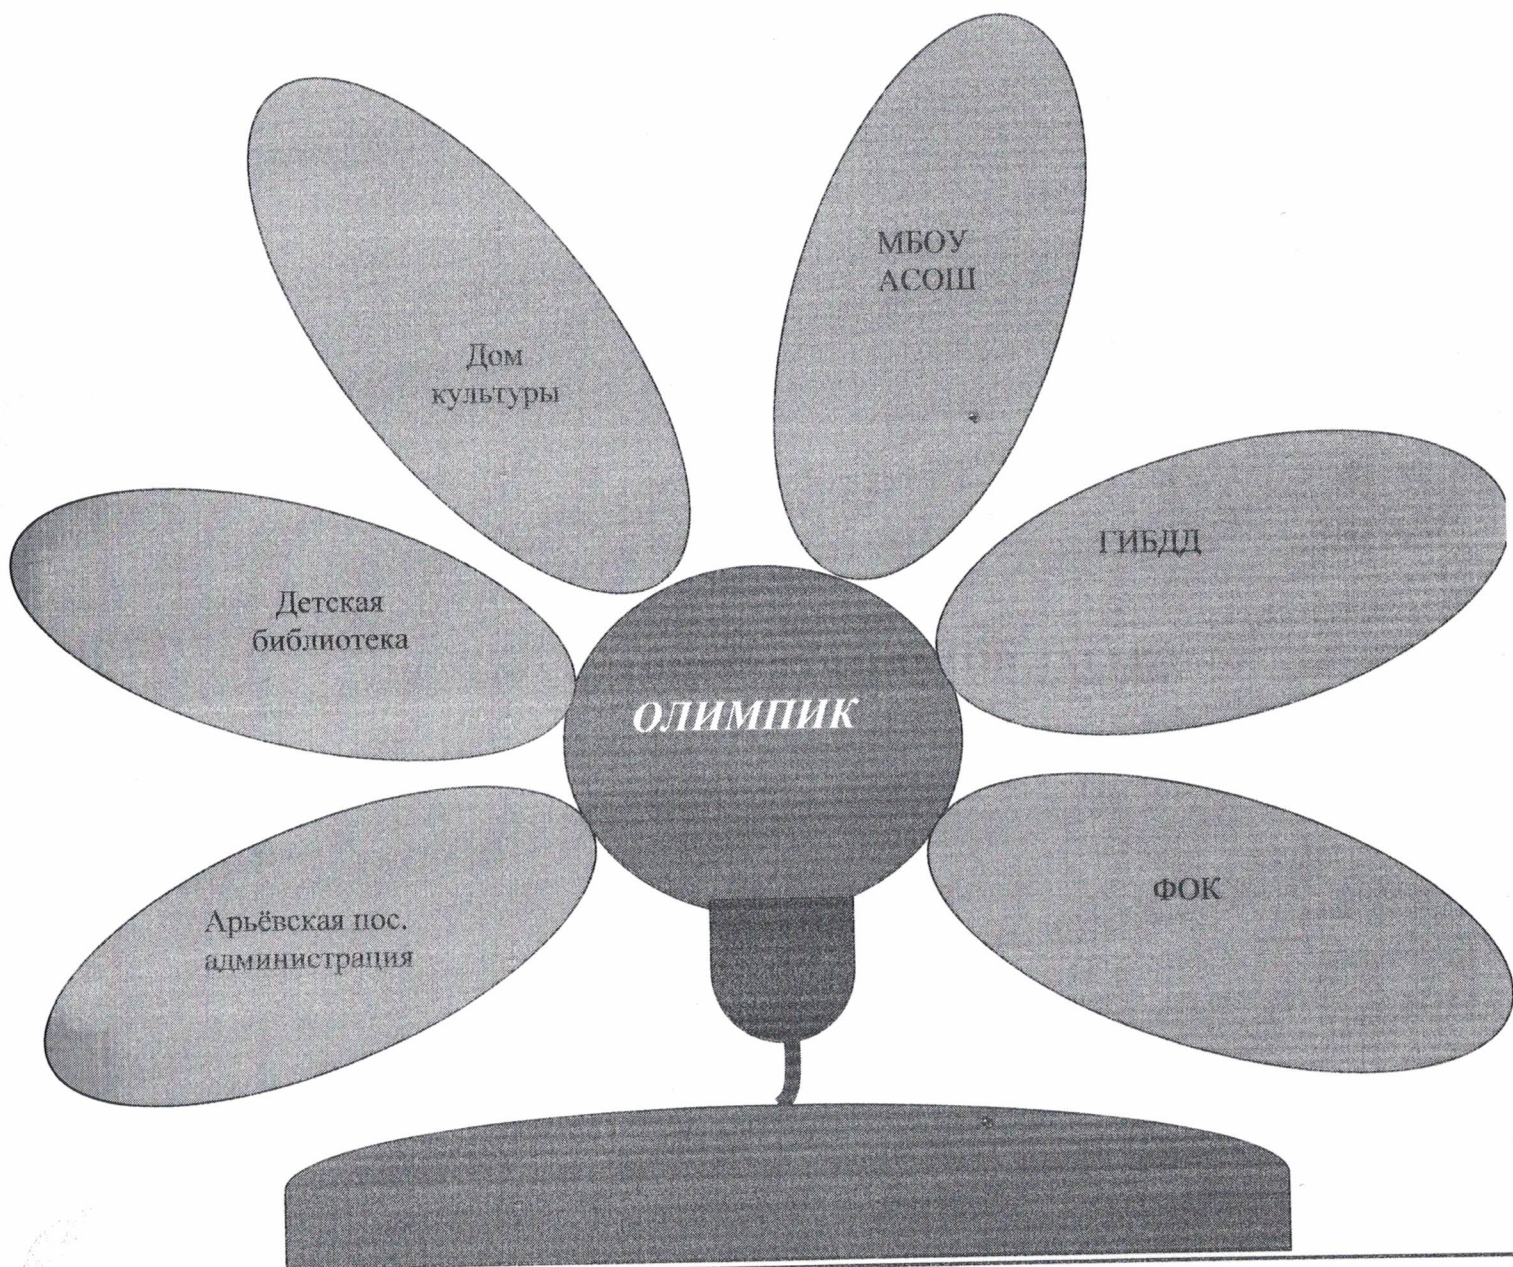 МБОУ
АСОШ
Дом
культуры
ГИБДД
Детская
библиотека
ОЛИМПИК
ФОК
Арьёвская пос.
администрация